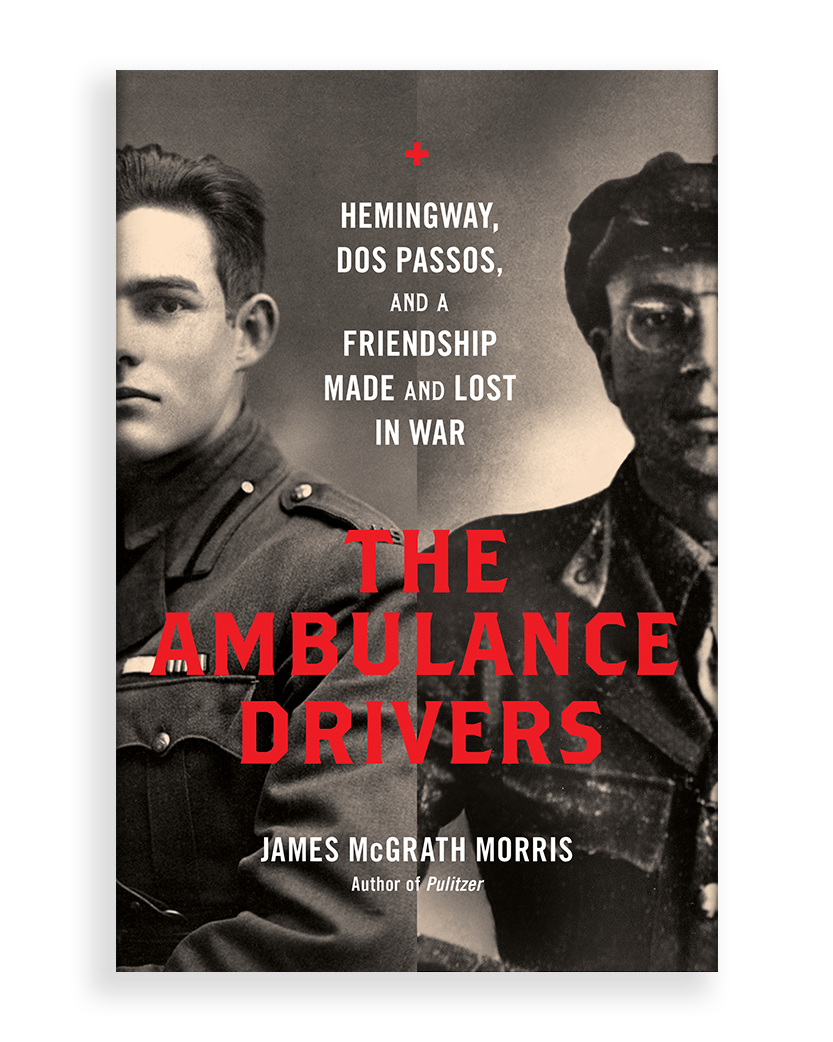 HEMINGWAY,
DOS PASSOS,
AND A
FRIENDSHIP
MADE AND LOST
IN WAR
THE
AMBULANCE
DRIVERS
JAMES McGRATH MORRIS
Author of Pulitzer